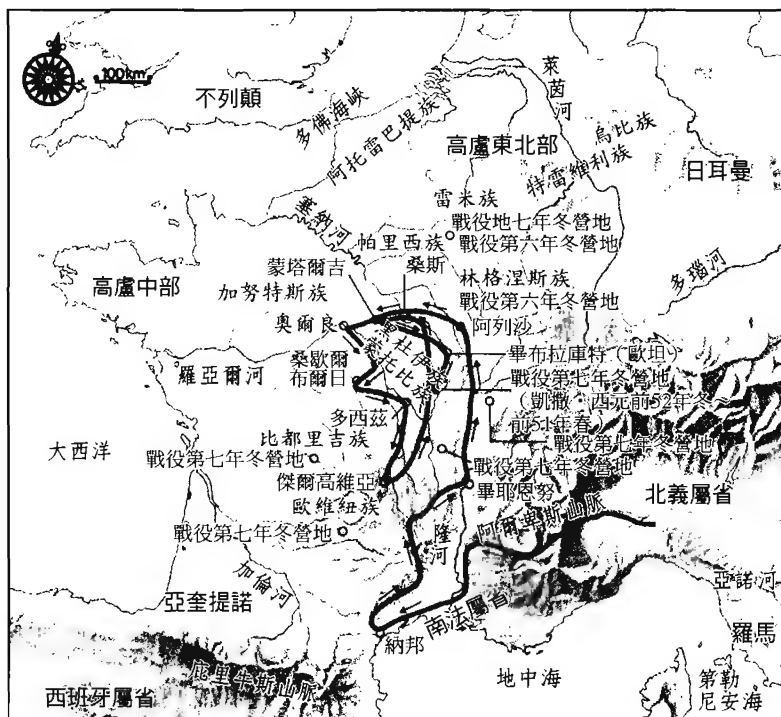 100km
不列顛
多佛海峽
阿托雷巴提族
萊茵河
高盧東北部
烏比族
特雷維利族
日耳曼
塞納河
雷米族
戰役地七年冬營地
帕里西族
戰役第六年冬營地
蒙塔爾吉
桑斯
多瑙河
高盧中部
加努特斯族
林格涅斯族
戰役第六年冬營地
奧爾良
阿列沙
桑歇爾
畢布拉庫特（歐坦）
羅亞爾河
布爾日
戰役第七年冬營地
（凱撒・西元前52年冬～
前51年春）
多西茲
大西洋
比都里吉族
戰役第七年冬營地
戰役第七年冬營地
戰役第七年冬營地
傑爾高維亞
畢耶恩努
北義屬省
歐維紐族
阿爾卑斯山脈
戰役第七年冬營地
隆河
加倫河
亞諾河
亞奎提諾
南法屬省
羅馬
納邦
庇里牛斯山脈
地中海
第勒
尼安海
西班牙屬省